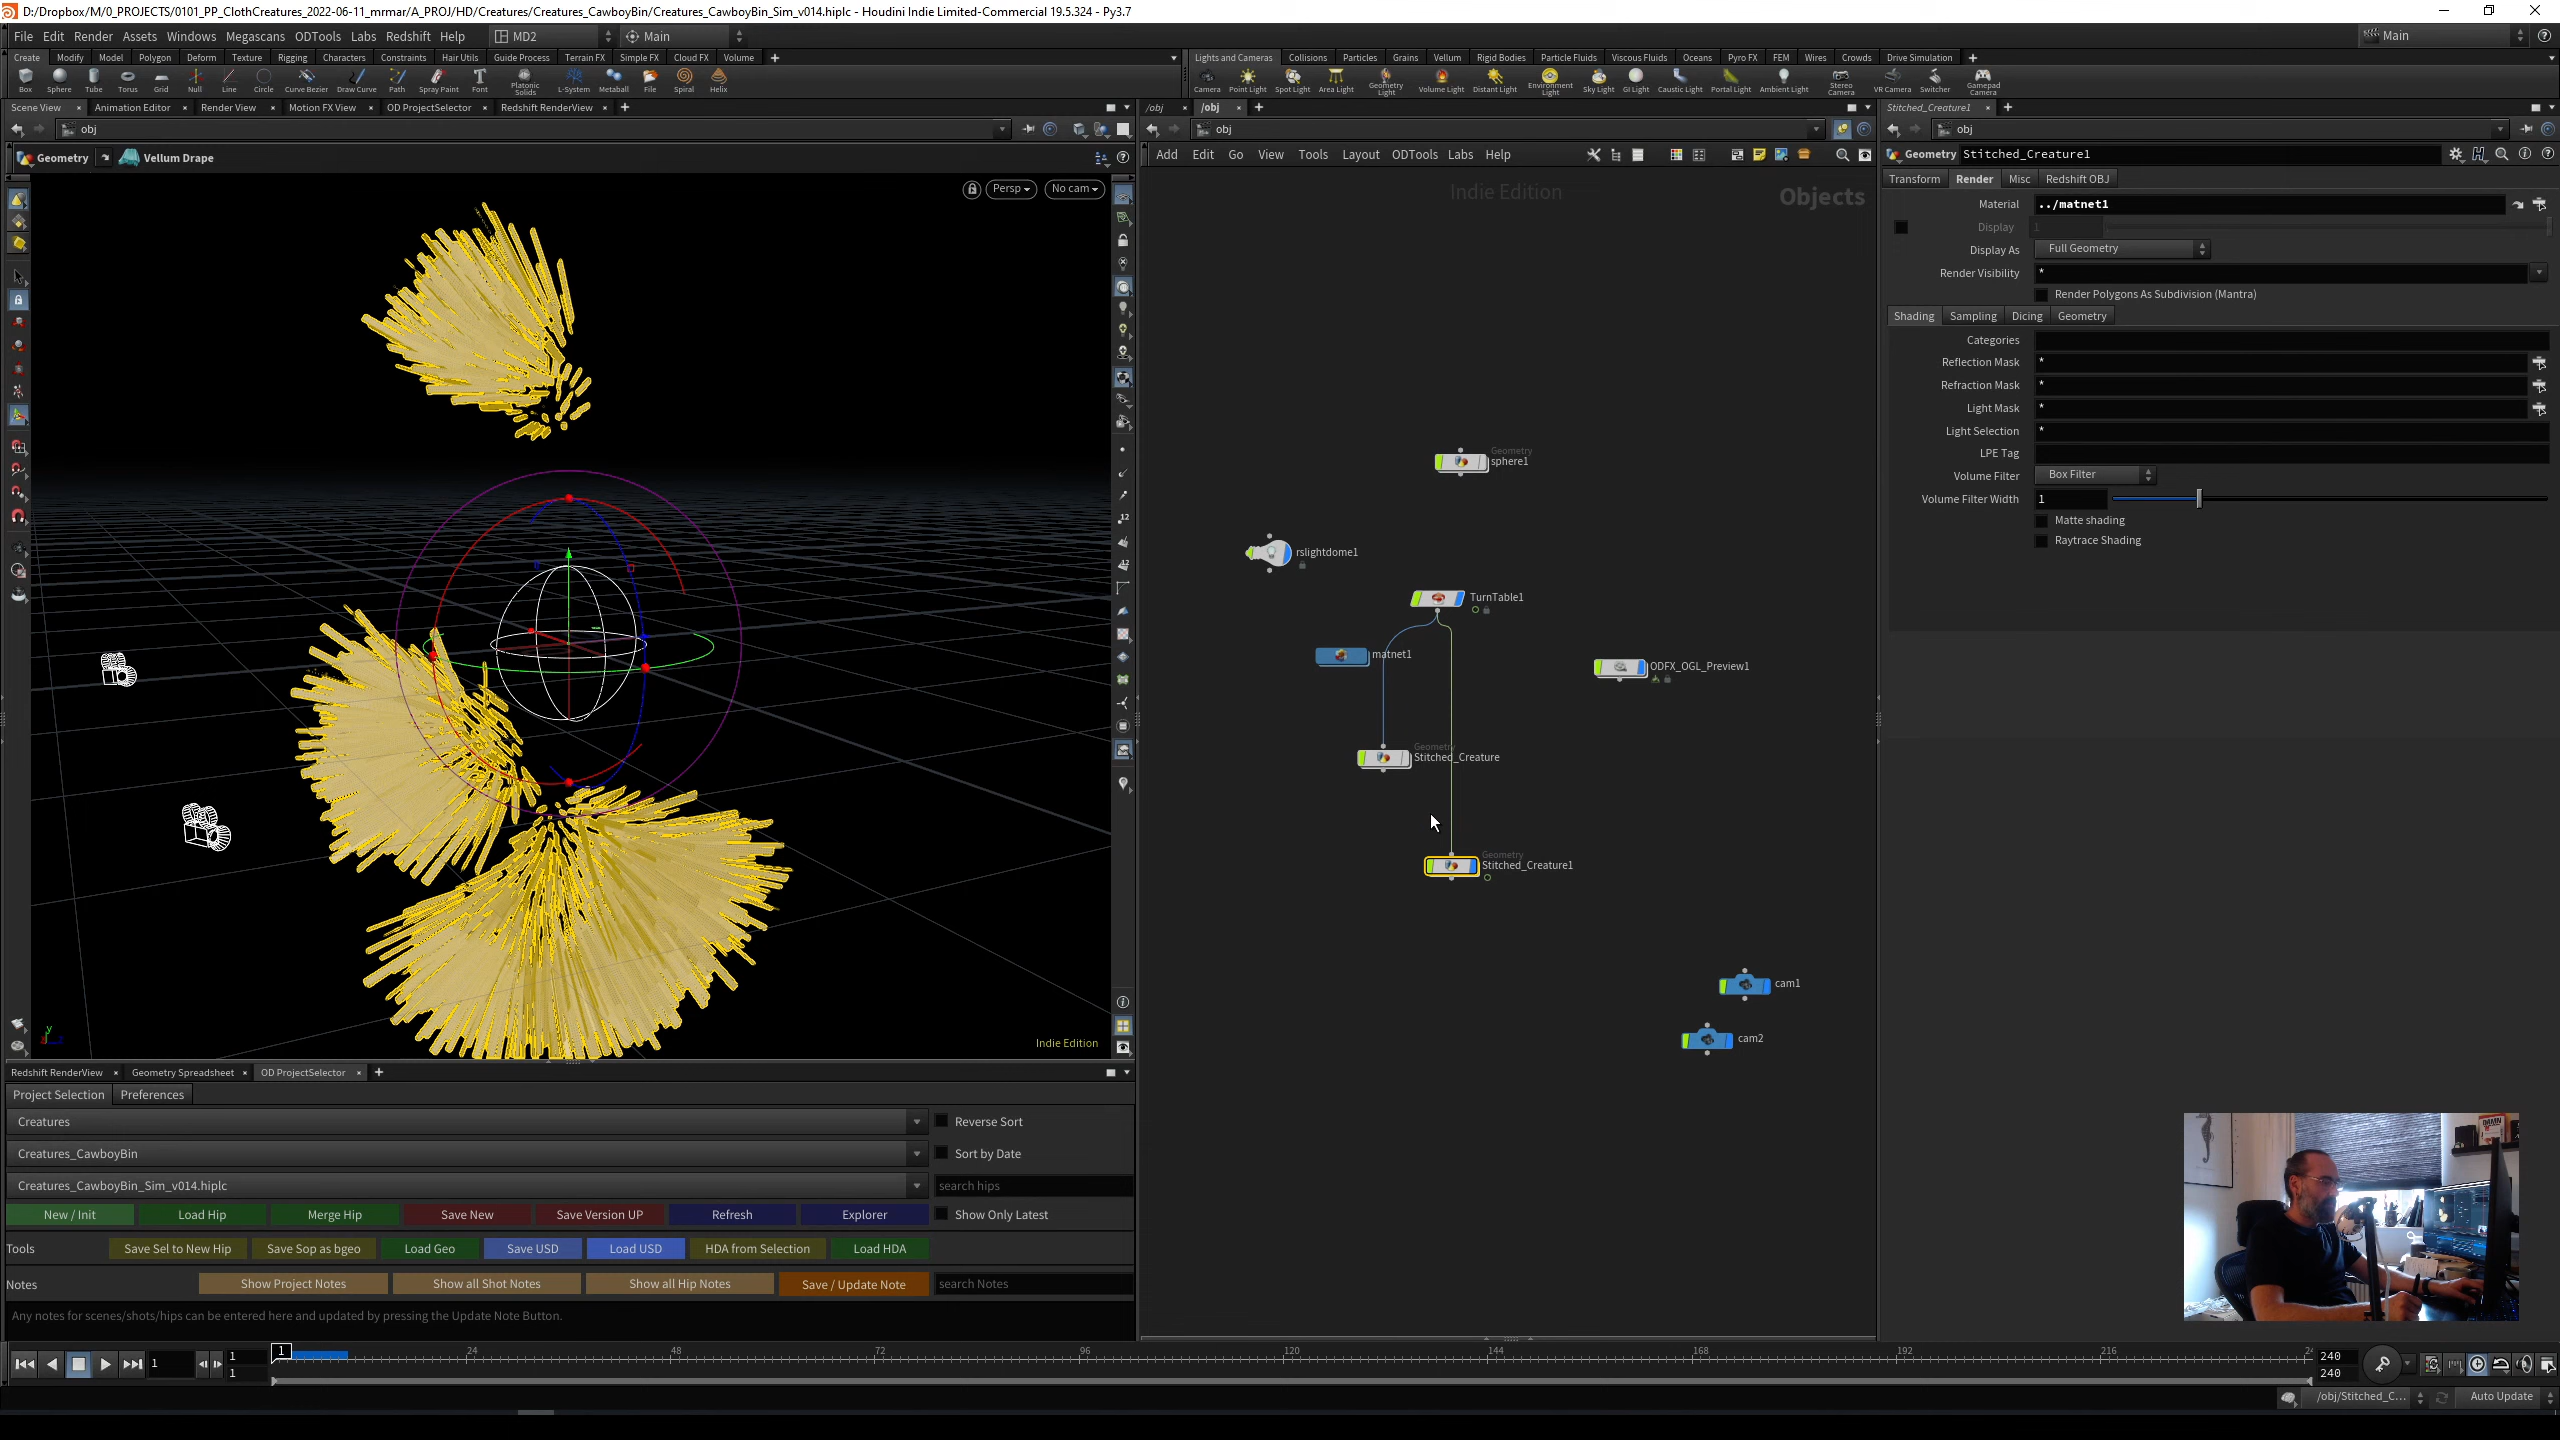 D:/Dropbox/M/0_PROJECTS/0101_PP_ClothCreatures_2022-06-11_mrmar/A_PROJ/HD/Creatures/Creatures_CawboyBin/Creatures_CawboyBin_Sim_v014.hiplc - Houdini Indie Limited-Commercial 19.5.324 - Py3.7
File Edit Render Assets Windows Megascans ODTools Labs Redshift Help MD2 Main Main
Create Modify Model Polygon Deform Texture Rigging Characters Constraints Hair Utils Guide Process Terrain FX Simple FX Cloud FX Volume
Lights and Cameras Collisions Particles Grains Vellum Rigid Bodies Particle Fluids Viscous Fluids Oceans Pyro FX FEM Wires Crowds Drive Simulation
Box Sphere Tube Torus Grid Null Line Circle Curve Bezier Draw Curve Path Spray Paint Font Platonic Solids L-System Metaball File Spiral Helix
Camera Point Light Spot Light Area Light Geometry Light Volume Light Distant Light Environment Light Sky Light GI Light Caustic Light Portal Light Ambient Light Stereo Camera VR Camera Switcher Gamepad Camera
Scene View Animation Editor Render View Motion FX View OD ProjectSelector Redshift RenderView
/obj /obj
Stitched_Creature1
obj
obj
obj
Geometry Vellum Drape
Add Edit Go View Tools Layout ODTools Labs Help
Geometry Stitched_Creature1
Persp No cam
Indie Edition
Objects
Transform Render Misc Redshift OBJ
Material ../matnet1
Display 1
Display As Full Geometry
Render Visibility *
Render Polygons As Subdivision (Mantra)
Shading Sampling Dicing Geometry
Categories
Reflection Mask *
Refraction Mask *
Light Mask *
Light Selection *
LPE Tag
Volume Filter Box Filter
Volume Filter Width 1
Matte shading
Raytrace Shading
Geometry
sphere1
rslightdome1
TurnTable1
matnet1
ODFX_OGL_Preview1
Geometry
Stitched_Creature
Geometry
Stitched_Creature1
cam1
cam2
Indie Edition
Redshift RenderView Geometry Spreadsheet OD ProjectSelector
Project Selection Preferences
Creatures Reverse Sort
Creatures_CawboyBin Sort by Date
Creatures_CawboyBin_Sim_v014.hiplc search hips
New / Init Load Hip Merge Hip Save New Save Version UP Refresh Explorer Show Only Latest
Tools Save Sel to New Hip Save Sop as bgeo Load Geo Save USD Load USD HDA from Selection Load HDA
Notes Show Project Notes Show all Shot Notes Show all Hip Notes Save / Update Note search Notes
Any notes for scenes/shots/hips can be entered here and updated by pressing the Update Note Button.
1 1 1 1 24 48 72 96 120 144 168 192 216 240 240
/obj/Stitched_C... Auto Update